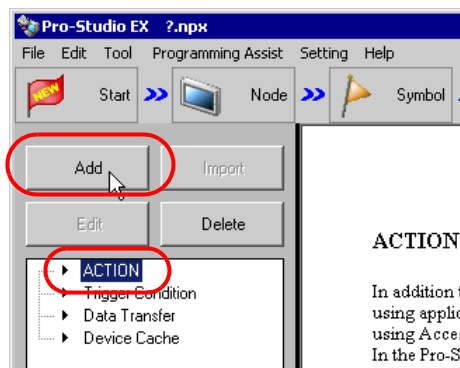 Pro-Studio EX ?.npx
File Edit Tool Programming Assist Setting Help
NEW Start Node Symbol
Add Import
Edit Delete
ACTION
Trigger Condition
Data Transfer
Device Cache
ACTION
In addition
using applic
using Acces
In the Pro-S